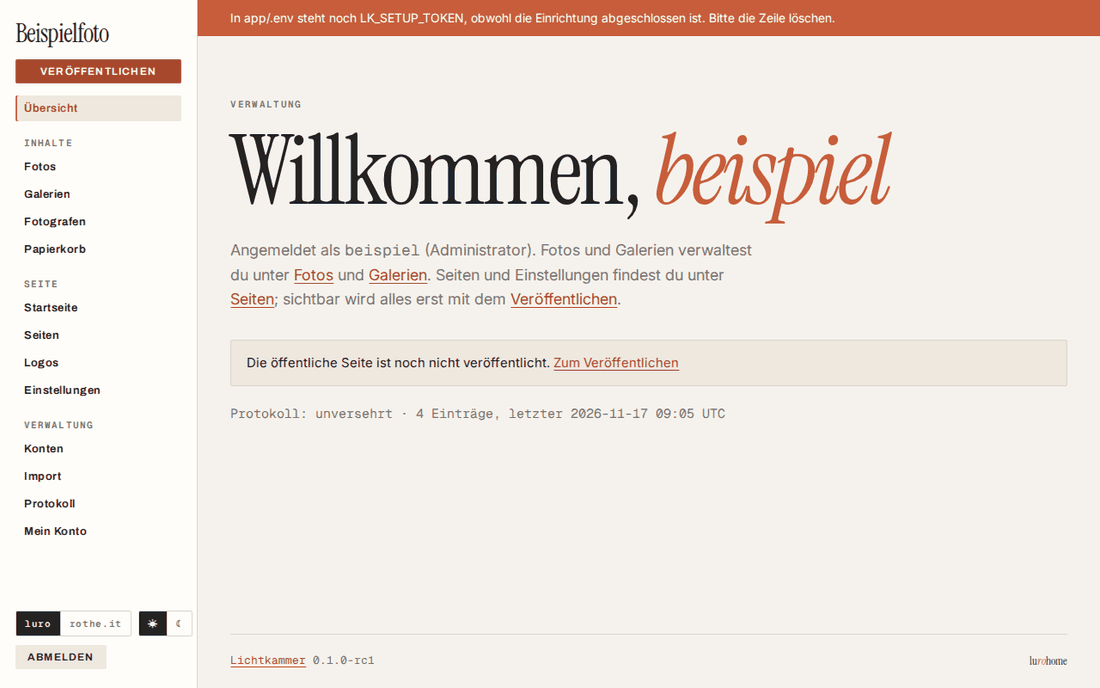 Beispielfoto
VERÖFFENTLICHEN
Übersicht
INHALTE
Fotos
Galerien
Fotografen
Papierkorb
SEITE
Startseite
Seiten
Logos
Einstellungen
VERWALTUNG
Konten
Import
Protokoll
Mein Konto
luro rothe.it
ABMELDEN
In app/.env steht noch LK_SETUP_TOKEN, obwohl die Einrichtung abgeschlossen ist. Bitte die Zeile löschen.
VERWALTUNG
Willkommen, beispiel
Angemeldet als beispiel (Administrator). Fotos und Galerien verwaltest
du unter Fotos und Galerien. Seiten und Einstellungen findest du unter
Seiten; sichtbar wird alles erst mit dem Veröffentlichen.
Die öffentliche Seite ist noch nicht veröffentlicht. Zum Veröffentlichen
Protokoll: unversehrt · 4 Einträge, letzter 2026-11-17 09:05 UTC
Lichtkammer 0.1.0-rc1
lurohome